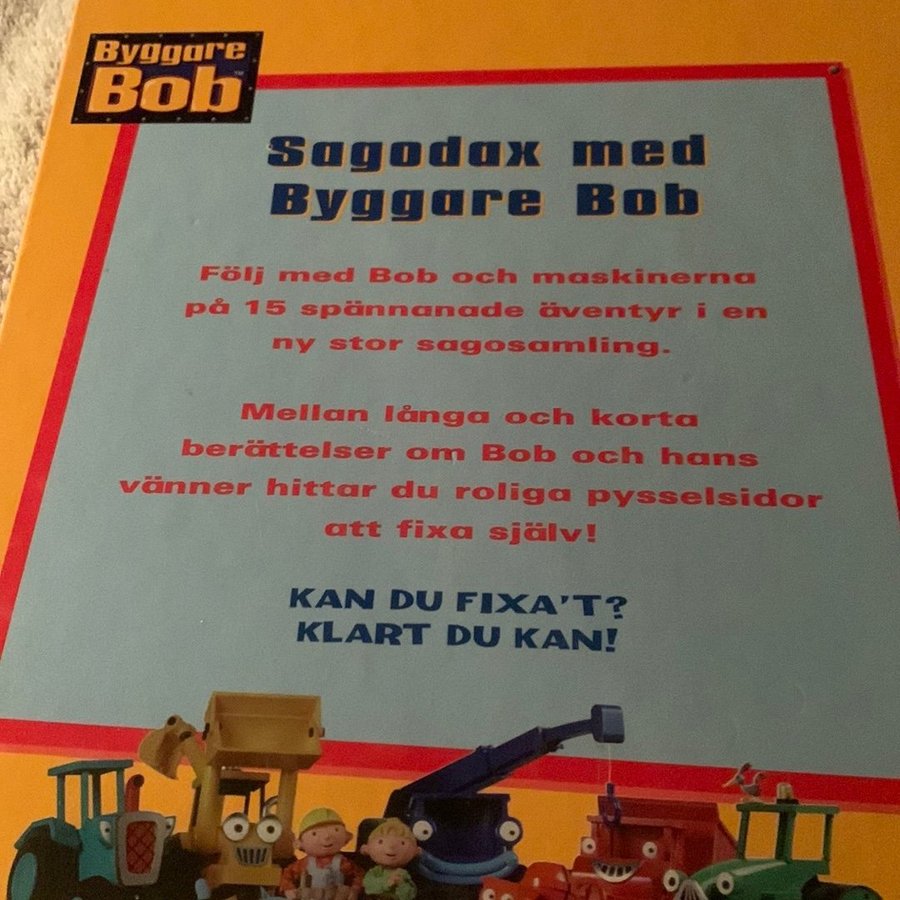 Byggare
Bob™
Sagodax med
Byggare Bob
Följ med Bob och maskinerna
på 15 spännanade äventyr i en
ny stor sagosamling.
Mellan långa och korta
berättelser om Bob och hans
vänner hittar du roliga pysselsidor
att fixa själv!
KAN DU FIXA'T?
KLART DU KAN!